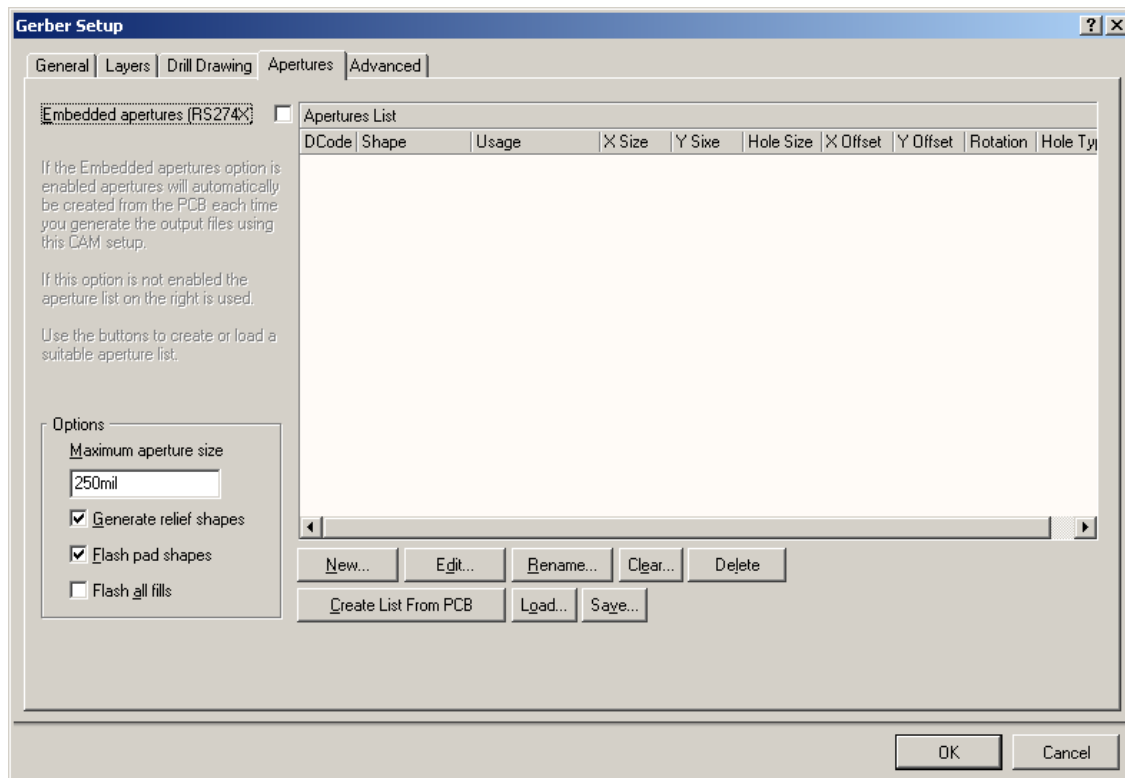 Gerber Setup
General Layers Drill Drawing Apertures Advanced
Embedded apertures (RS274X)
If the Embedded apertures option is
enabled apertures will automatically
be created from the PCB each time
you generate the output files using
this CAM setup.
If this option is not enabled the
aperture list on the right is used.
Use the buttons to create or load a
suitable aperture list.
Options
Maximum aperture size
250mil
Generate relief shapes
Flash pad shapes
Flash all fills
Apertures List
DCode Shape Usage X Size Y Sixe Hole Size X Offset Y Offset Rotation Hole Typ
New... Edit... Rename... Clear... Delete
Create List From PCB Load... Save...
OK Cancel